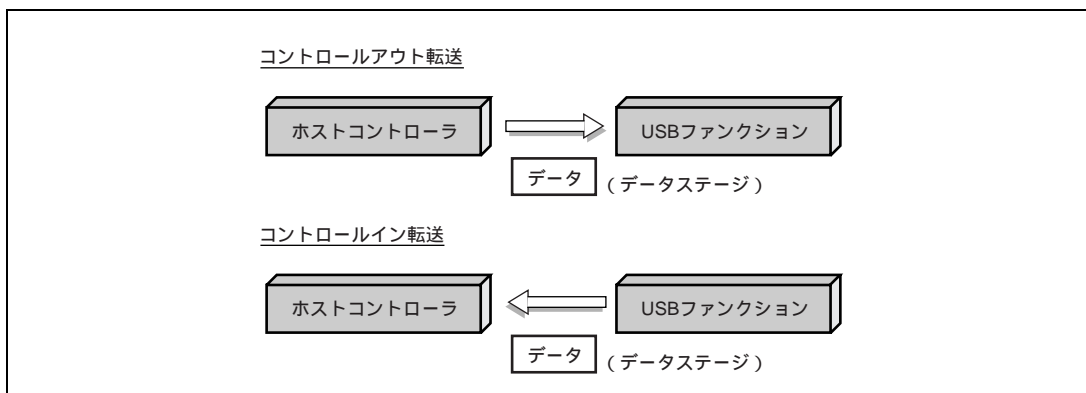 コントロールアウト転送
ホストコントローラ
USBファンクション
データ
(データステージ)
コントロールイン転送
ホストコントローラ
USBファンクション
データ
(データステージ)